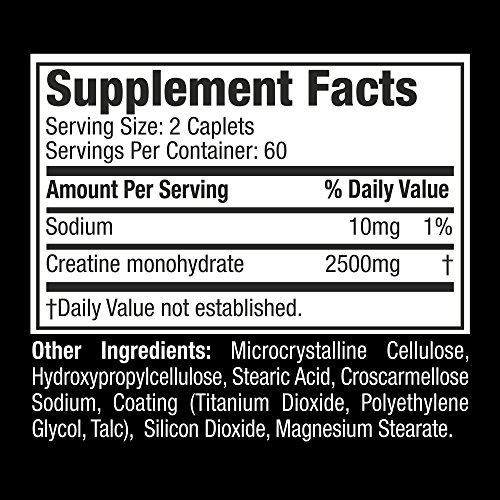 Supplement Facts
Serving Size: 2 Caplets
Servings Per Container: 60
Amount Per Serving % Daily Value
Sodium 10mg 1%
Creatine monohydrate 2500mg †
†Daily Value not established.
Other Ingredients: Microcrystalline Cellulose,
Hydroxypropylcellulose, Stearic Acid, Croscarmellose
Sodium, Coating (Titanium Dioxide, Polyethylene
Glycol, Talc), Silicon Dioxide, Magnesium Stearate.